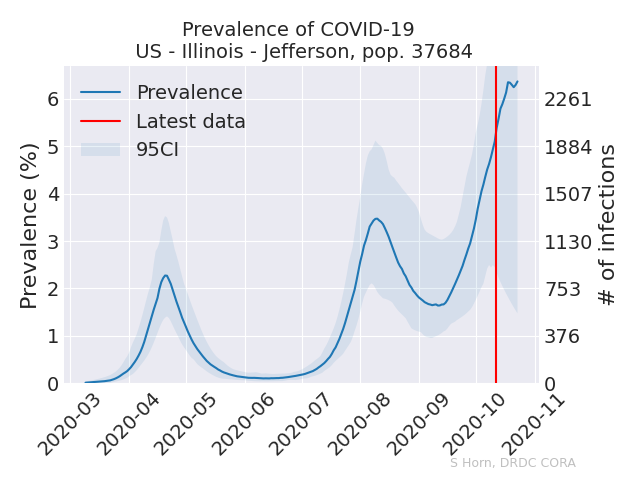 Prevalence of COVID-19
US - Illinois - Jefferson, pop. 37684
Prevalence
Latest data
95CI
Prevalence (%)
6
5
4
3
2
1
0
2261
1884
1507
1130
753
376
0
# of infections
2020-03
2020-04
2020-05
2020-06
2020-07
2020-08
2020-09
2020-10
2020-11
S Horn, DRDC CORA